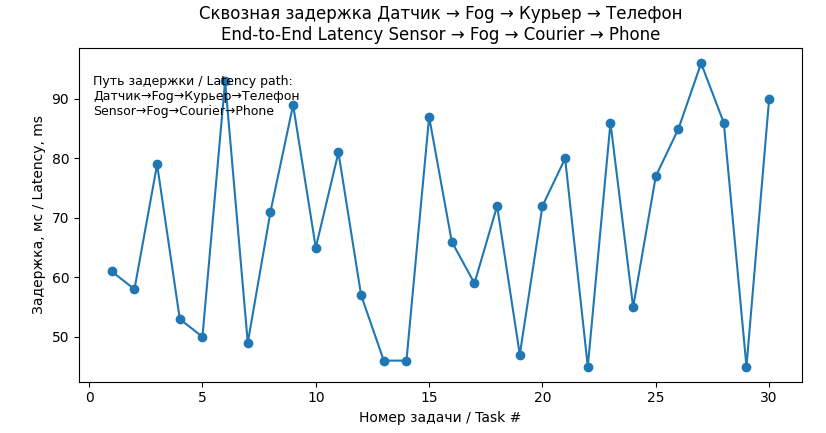 Сквозная задержка Датчик → Fog → Курьер → Телефон
End-to-End Latency Sensor → Fog → Courier → Phone
Путь задержки / Latency path:
Датчик→Fog→Курьер→Телефон
Sensor→Fog→Courier→Phone
Задержка, мс / Latency, ms
90
80
70
60
50
0 5 10 15 20 25 30
Номер задачи / Task #